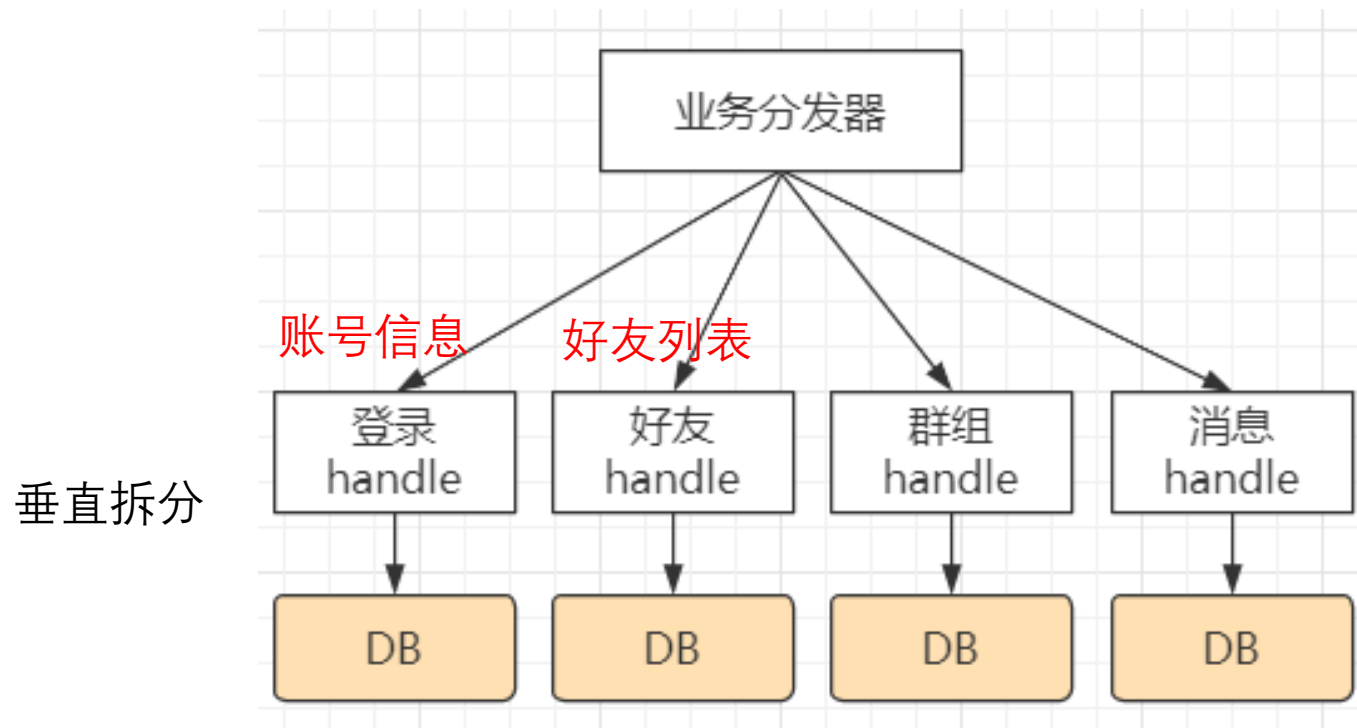 业务分发器
账号信息
好友列表
登录
handle
好友
handle
群组
handle
消息
handle
垂直拆分
DB
DB
DB
DB